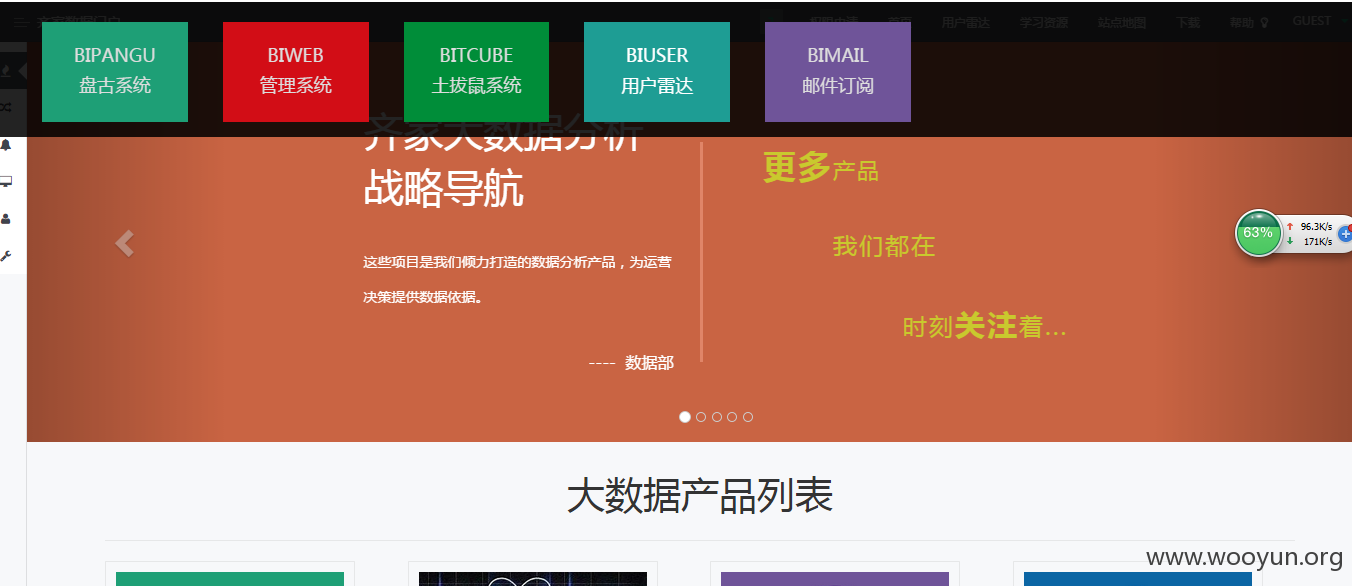 权限申请 首页 用户雷达 学习资源 站点地图 下载 帮助 GUEST
BIPANGU BIWEB BITCUBE BIUSER BIMAIL
盘古系统 管理系统 土拨鼠系统 用户雷达 邮件订阅
齐家大数据分析
战略导航
更多产品
我们都在
时刻关注着...
这些项目是我们倾力打造的数据分析产品，为运营
决策提供数据依据。
---- 数据部
63% 96.3K/s
171K/s
大数据产品列表
www.wooyun.org